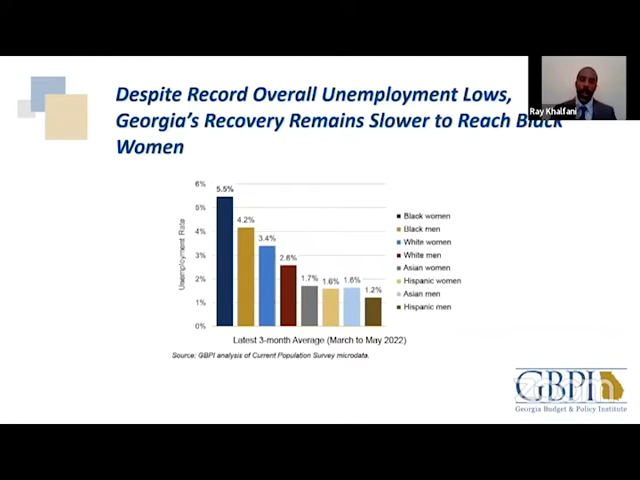 Despite Record Overall Unemployment Lows,
Georgia's Recovery Remains Slower to Reach Black
Women
Ray Khalfani
6%
5%
4%
3%
2%
1%
0%
Unemployment Rate
5.5%
4.2%
3.4%
2.6%
1.7%
1.6%
1.6%
1.2%
Black women
Black men
White women
White men
Asian women
Hispanic women
Asian men
Hispanic men
Latest 3-month Average (March to May 2022)
Source: GBPI analysis of Current Population Survey microdata.
GBPI
zoom
Georgia Budget & Policy Institute